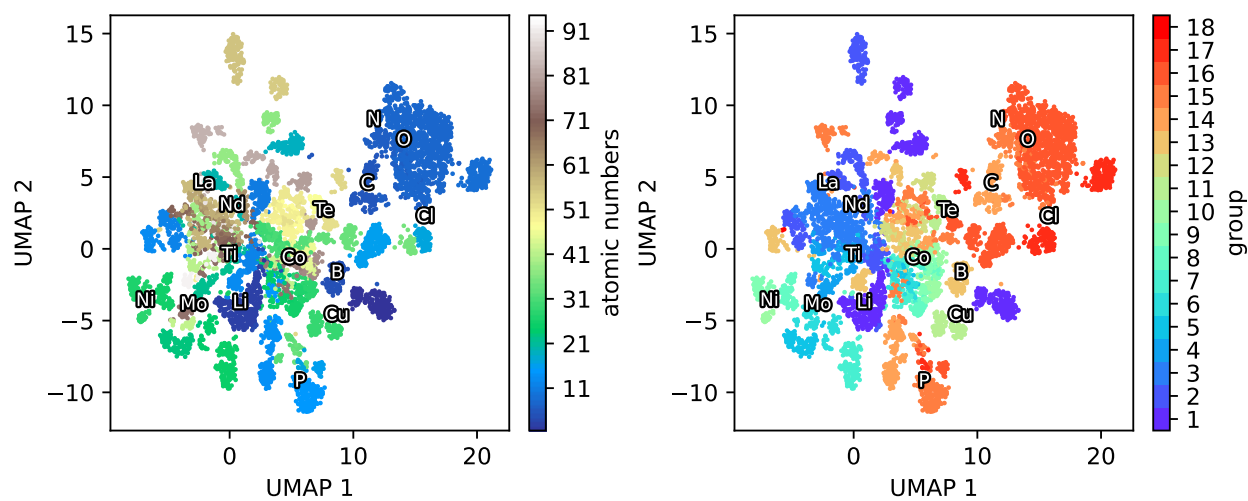 15
10
5
0
−5
−10
0
10
20
UMAP 1
UMAP 2
N
O
C
Cl
La
Nd
Te
Ti
Co
B
Ni
Mo
Li
Cu
P
91
81
71
61
51
41
31
21
11
atomic numbers
15
10
5
0
−5
−10
0
10
20
UMAP 1
UMAP 2
N
O
C
Cl
La
Nd
Te
Ti
Co
B
Ni
Mo
Li
Cu
P
18
17
16
15
14
13
12
11
10
9
8
7
6
5
4
3
2
1
group